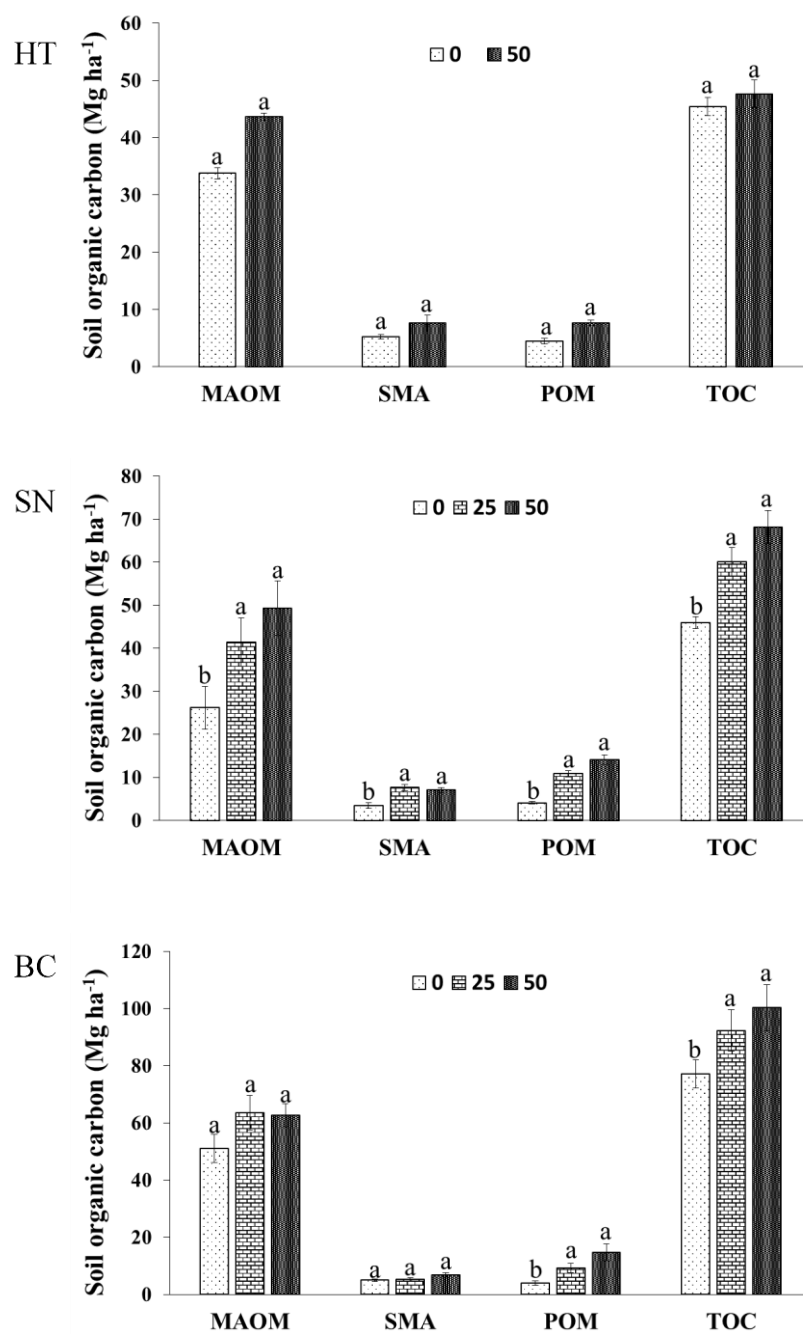 HT
Soil organic carbon (Mg ha⁻¹)
60
50
40
30
20
10
0
0 50
a a a a a a a a
MAOM SMA POM TOC
SN
Soil organic carbon (Mg ha⁻¹)
80
70
60
50
40
30
20
10
0
0 25 50
b a a b a a b a a b a a
MAOM SMA POM TOC
BC
Soil organic carbon (Mg ha⁻¹)
120
100
80
60
40
20
0
0 25 50
a a a a a a b a a b a a
MAOM SMA POM TOC